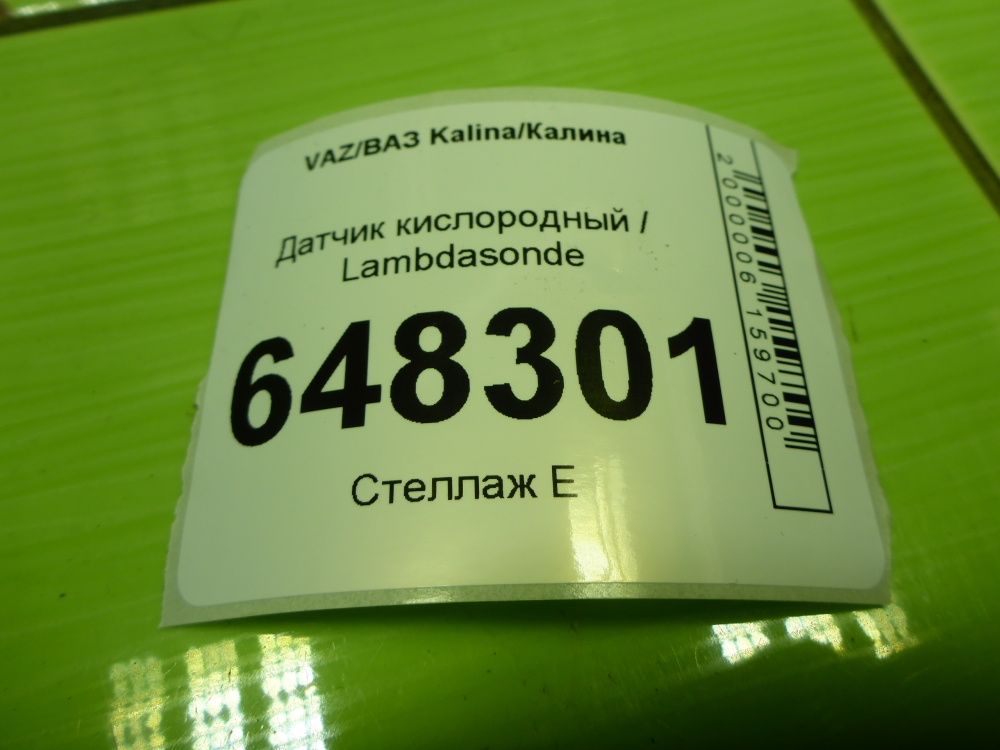 VAZ/ВАЗ Kalina/Калина
Датчик кислородный /
Lambdasonde
648301
Стеллаж Е
2000006159700